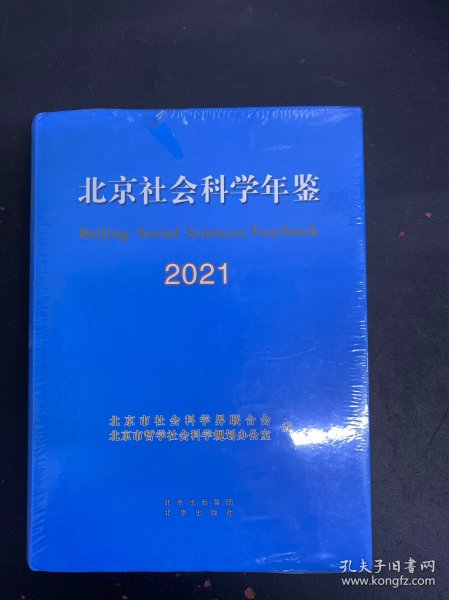 北京社会科学年鉴
Beijing Social Sciences Yearbook
2021
北京市社会科学界联合会
北京市哲学社会科学规划办公室 编
北京出版集团
北京出版社
孔夫子旧书网
www.kongfz.com